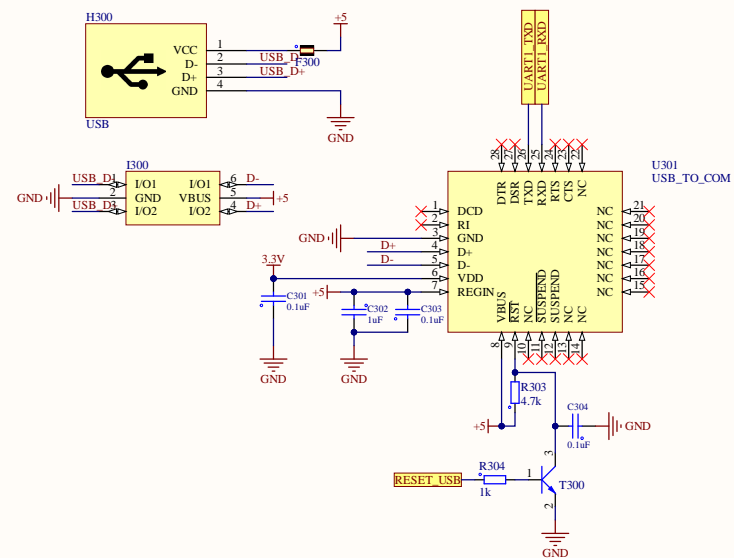 H300
+5
VCC 1
D- 2 USB_D-
F300
D+ 3 USB_D+
GND 4
USB
GND
UART1_TXD
UART1_RXD
I300
USB_D- 1 I/O1 I/O1 6 D-
GND 2 GND VBUS 5 +5
USB_D+ 3 I/O2 I/O2 4 D+
U301
USB_TO_COM
28 27 26 25 24 23 22
DTR DSR TXD RXD RTS CTS NC
1 DCD NC 21
2 RI NC 20
GND 3 GND NC 19
D+ 4 D+ NC 18
D- 5 D- NC 17
3.3V 6 VDD NC 16
+5 7 REGIN NC 15
VBUS RST NC SUSPEND SUSPEND NC NC
8 9 10 11 12 13 14
C301
0.1uF
C302
1uF
C303
0.1uF
GND
GND
R303
4.7k
+5
C304
0.1uF
GND
RESET_USB
R304
1k
1
3
2
T300
GND